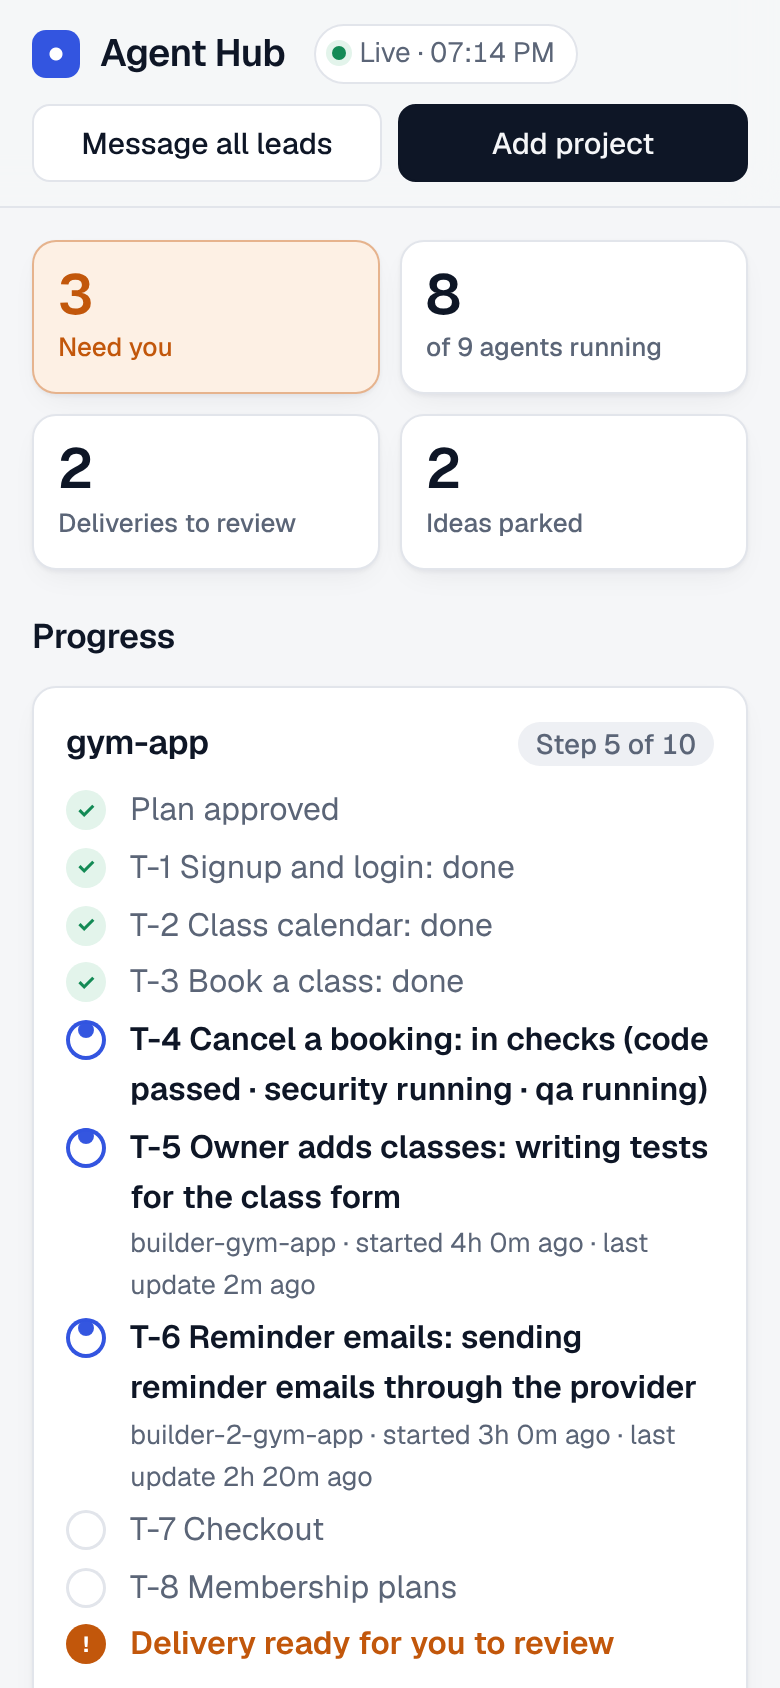 Agent Hub
Live · 07:14 PM
Message all leads
Add project
3
Need you
8
of 9 agents running
2
Deliveries to review
2
Ideas parked
Progress
gym-app
Step 5 of 10
Plan approved
T-1 Signup and login: done
T-2 Class calendar: done
T-3 Book a class: done
T-4 Cancel a booking: in checks (code
passed · security running · qa running)
T-5 Owner adds classes: writing tests
for the class form
builder-gym-app · started 4h 0m ago · last
update 2m ago
T-6 Reminder emails: sending
reminder emails through the provider
builder-2-gym-app · started 3h 0m ago · last
update 2h 20m ago
T-7 Checkout
T-8 Membership plans
! Delivery ready for you to review